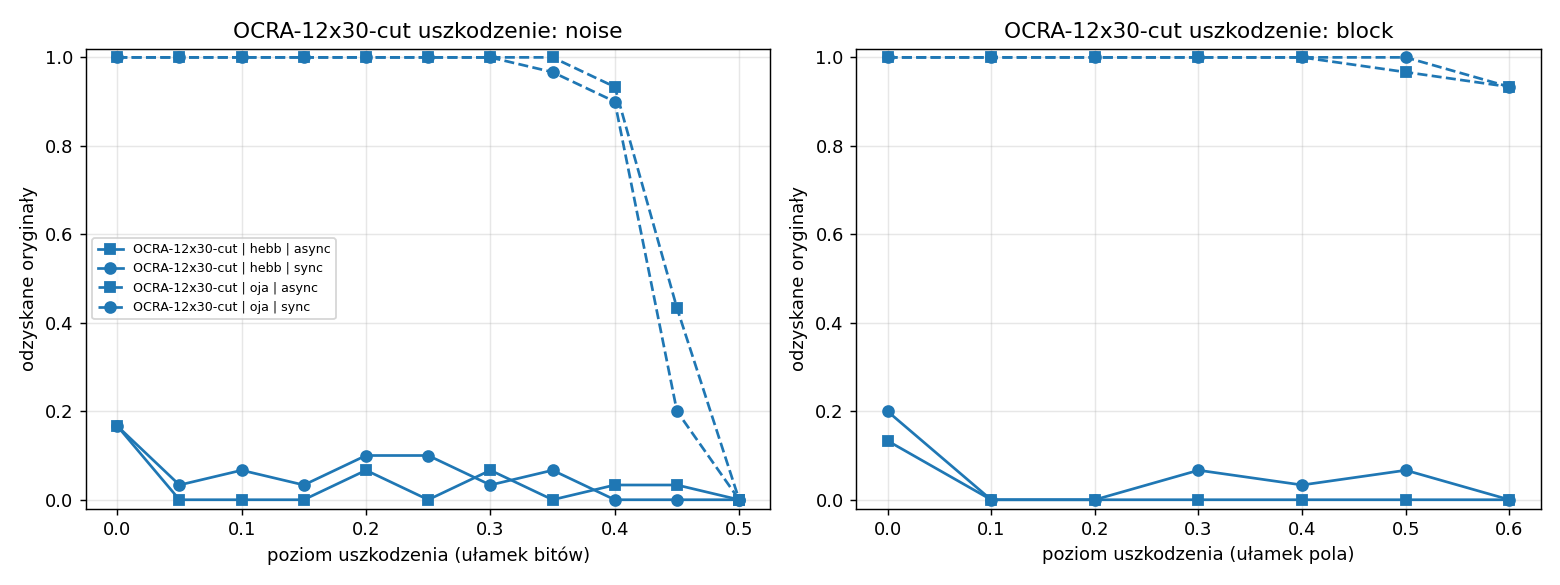 OCRA-12x30-cut uszkodzenie: noise
odzyskane oryginały
1.0
0.8
0.6
0.4
0.2
0.0
OCRA-12x30-cut | hebb | async
OCRA-12x30-cut | hebb | sync
OCRA-12x30-cut | oja | async
OCRA-12x30-cut | oja | sync
0.0 0.1 0.2 0.3 0.4 0.5
poziom uszkodzenia (ułamek bitów)
OCRA-12x30-cut uszkodzenie: block
odzyskane oryginały
1.0
0.8
0.6
0.4
0.2
0.0
0.0 0.1 0.2 0.3 0.4 0.5 0.6
poziom uszkodzenia (ułamek pola)